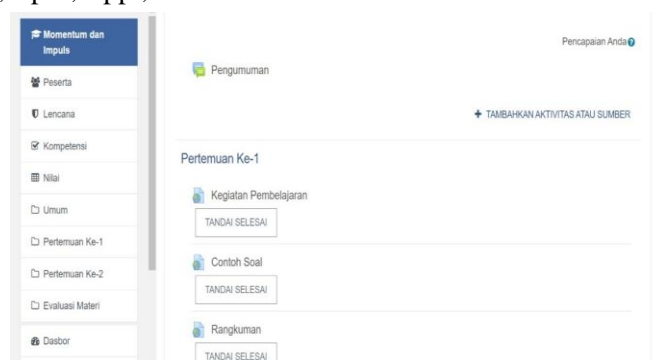 Momentum dan
Impuls
Peserta
Lencana
Kompetensi
Nilai
Umum
Pertemuan Ke-1
Pertemuan Ke-2
Evaluasi Materi
Dasbor
Pencapaian Anda
Pengumuman
+ TAMBAHKAN AKTIVITAS ATAU SUMBER
Pertemuan Ke-1
Kegiatan Pembelajaran
TANDAI SELESAI
Contoh Soal
TANDAI SELESAI
Rangkuman
TANDAI SELESAI